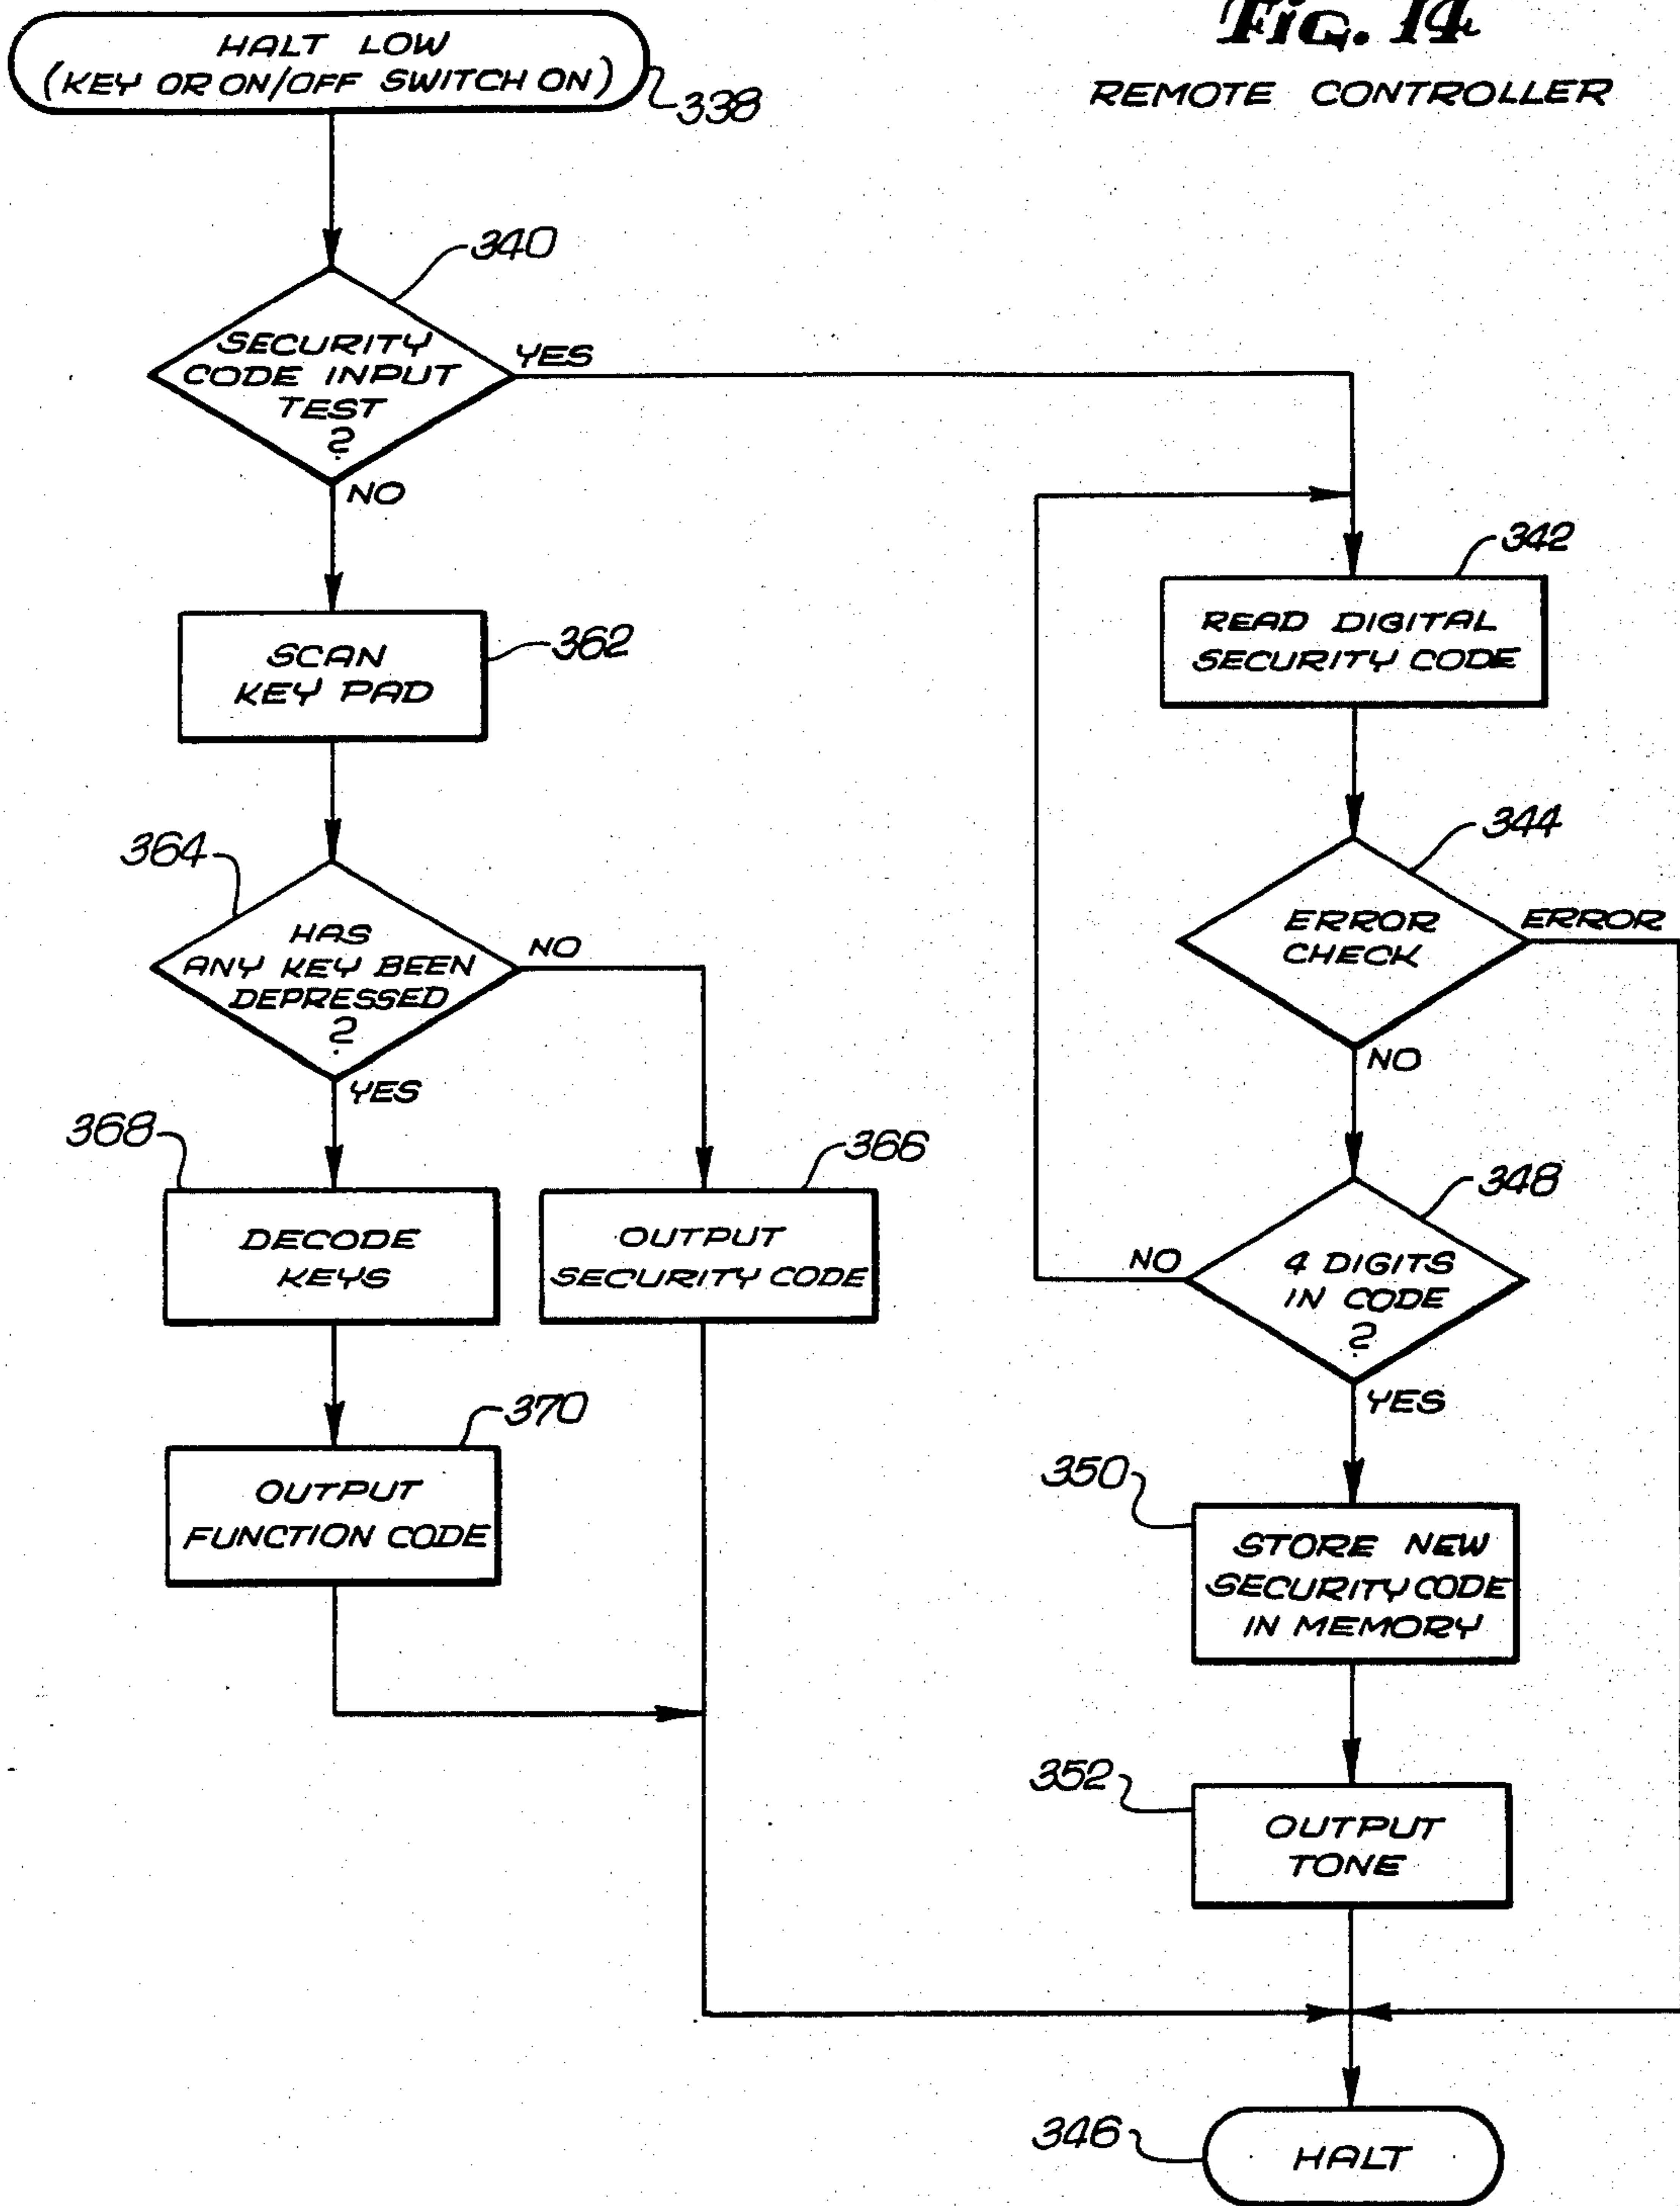 Fig. 14
REMOTE CONTROLLER
HALT LOW
(KEY OR ON/OFF SWITCH ON)
338
340
SECURITY
CODE INPUT
TEST
?
YES
NO
362
SCAN
KEY PAD
364
HAS
ANY KEY BEEN
DEPRESSED
?
NO
YES
368
DECODE
KEYS
366
OUTPUT
SECURITY CODE
370
OUTPUT
FUNCTION CODE
342
READ DIGITAL
SECURITY CODE
344
ERROR
CHECK
ERROR
NO
348
4 DIGITS
IN CODE
?
NO
YES
350
STORE NEW
SECURITY CODE
IN MEMORY
352
OUTPUT
TONE
346
HALT